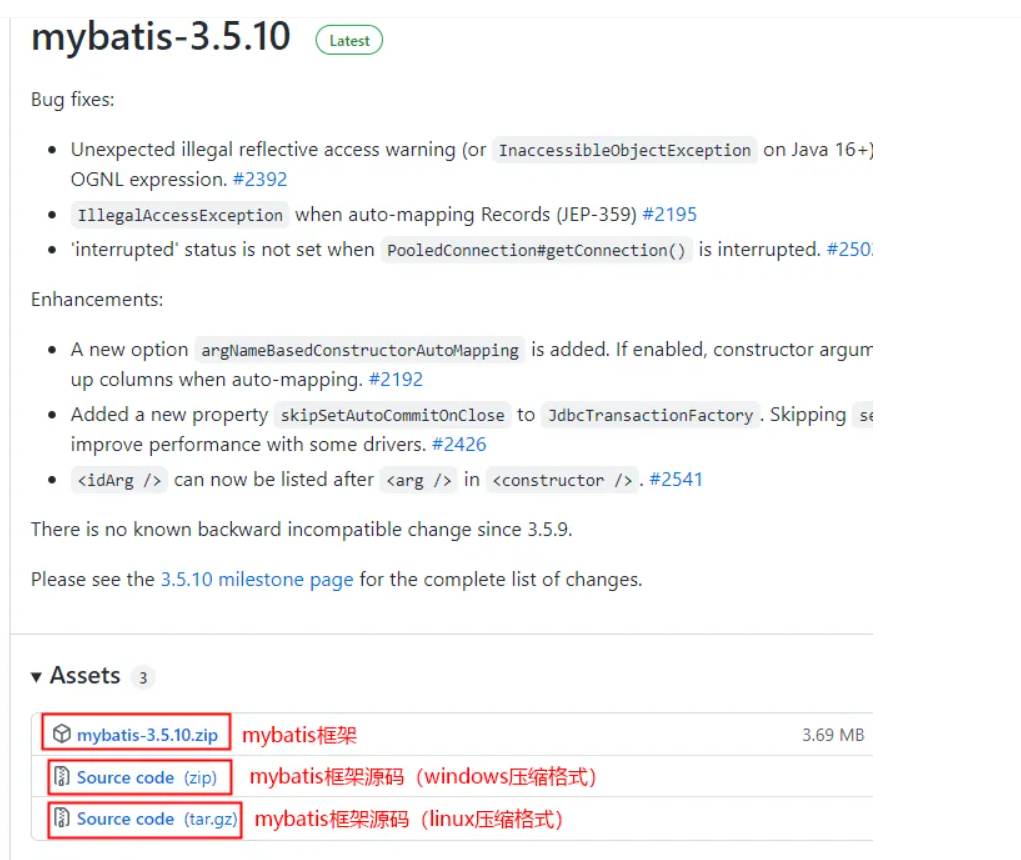 mybatis-3.5.10 Latest
Bug fixes:
Unexpected illegal reflective access warning (or InaccessibleObjectException on Java 16+)
OGNL expression. #2392
IllegalAccessException when auto-mapping Records (JEP-359) #2195
'interrupted' status is not set when PooledConnection#getConnection() is interrupted.
Enhancements:
A new option argNameBasedConstructorAutoMapping is added. If enabled, constructor
up columns when auto-mapping. #2192
Added a new property skipSetAutoCommitOnClose to JdbcTransactionFactory. Skipping
improve performance with some drivers. #2426
<idArg /> can now be listed after <arg /> in <constructor />. #2541
There is no known backward incompatible change since 3.5.9.
Please see the 3.5.10 milestone page for the complete list of changes.
Assets 3
mybatis-3.5.10.zip mybatis框架 3.69 MB
Source code (zip) mybatis框架源码（windows压缩格式）
Source code (tar.gz) mybatis框架源码（linux压缩格式）